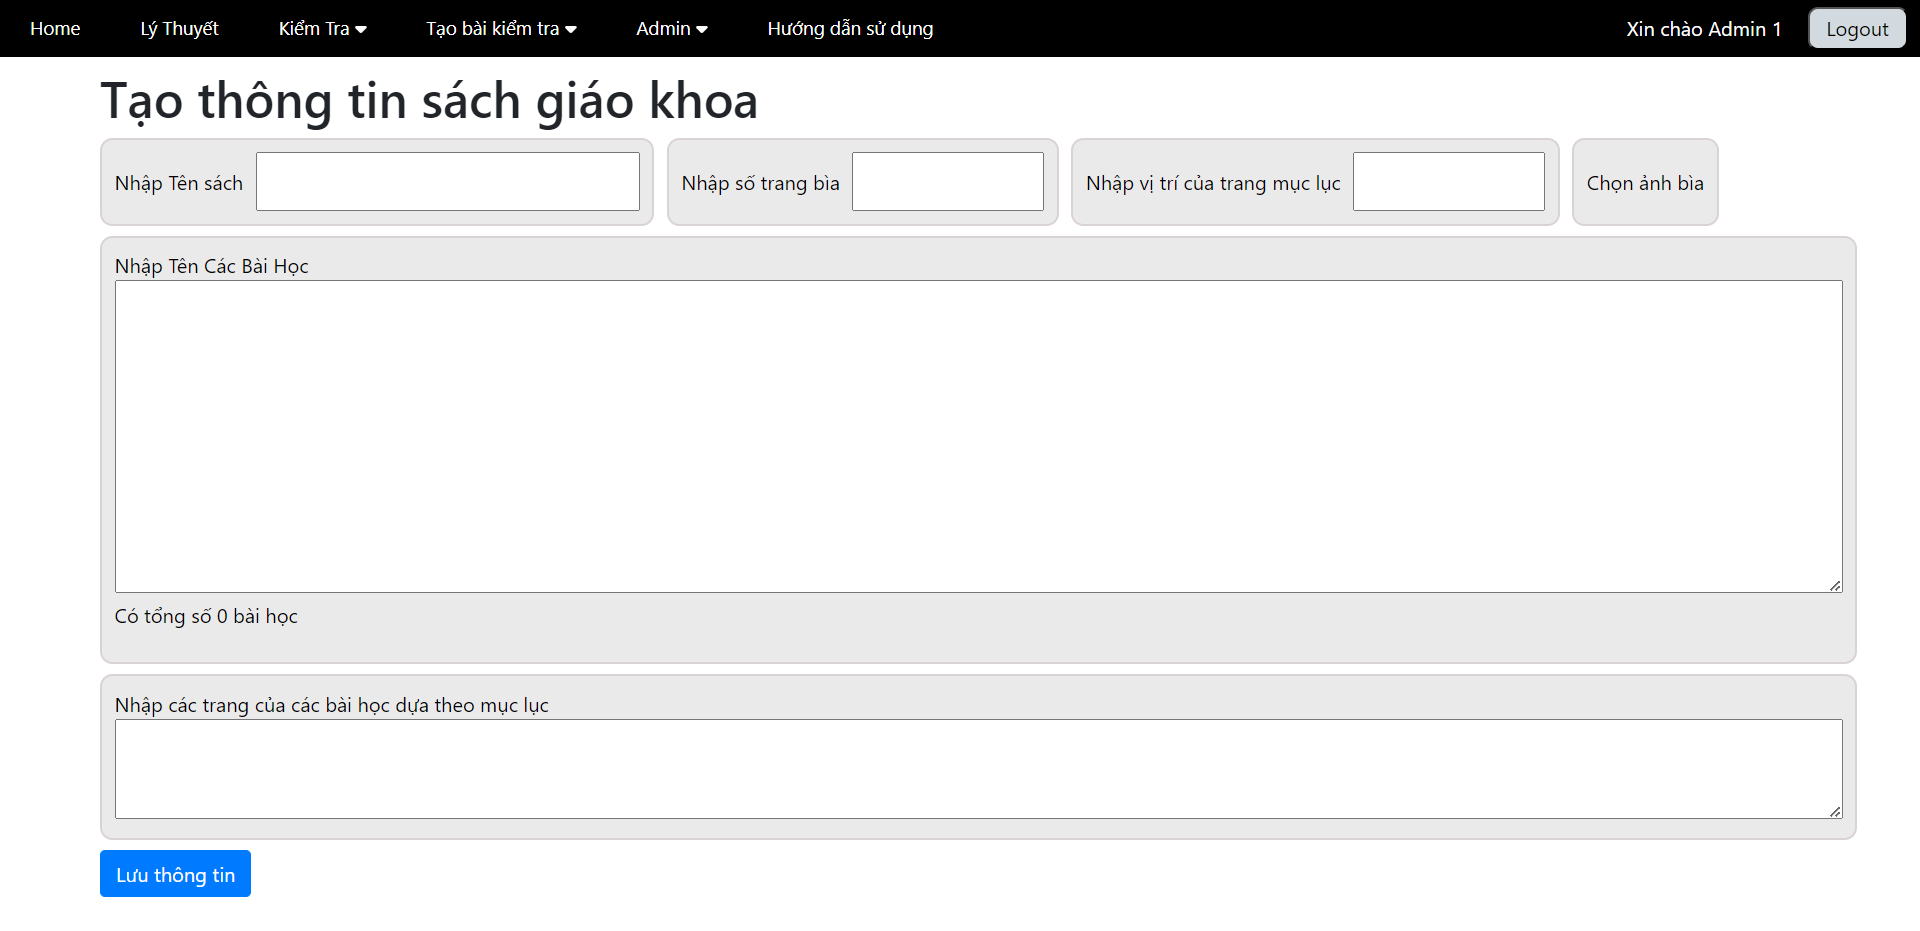 Home Lý Thuyết Kiểm Tra Tạo bài kiểm tra Admin Hướng dẫn sử dụng Xin chào Admin 1 Logout
Tạo thông tin sách giáo khoa
Nhập Tên sách Nhập số trang bìa Nhập vị trí của trang mục lục Chọn ảnh bìa
Nhập Tên Các Bài Học
Có tổng số 0 bài học
Nhập các trang của các bài học dựa theo mục lục
Lưu thông tin